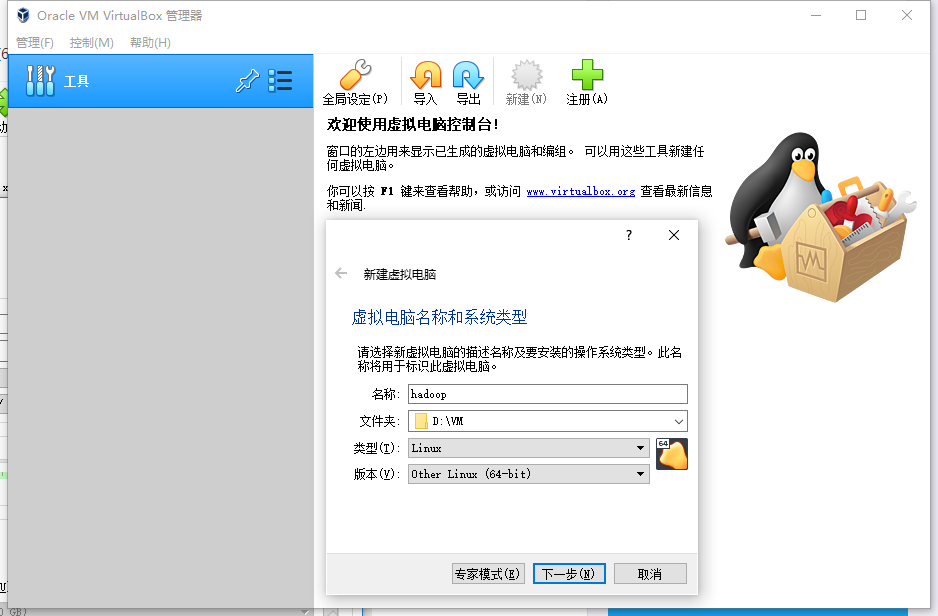 Oracle VM VirtualBox 管理器
管理(F) 控制(M) 帮助(H)
工具
全局设定(P) 导入 导出 新建(N) 注册(A)
欢迎使用虚拟电脑控制台!
窗口的左边用来显示已生成的虚拟电脑和编组。 可以用这些工具新建任
何虚拟电脑。
你可以按 F1 键来查看帮助，或访问 www.virtualbox.org 查看最新信息
和新闻.
?
新建虚拟电脑
虚拟电脑名称和系统类型
请选择新虚拟电脑的描述名称及要安装的操作系统类型。此名
称将用于标识此虚拟电脑。
名称: hadoop
文件夹: D:\VM
类型(T): Linux
64
版本(V): Other Linux (64-bit)
专家模式(E) 下一步(N) 取消